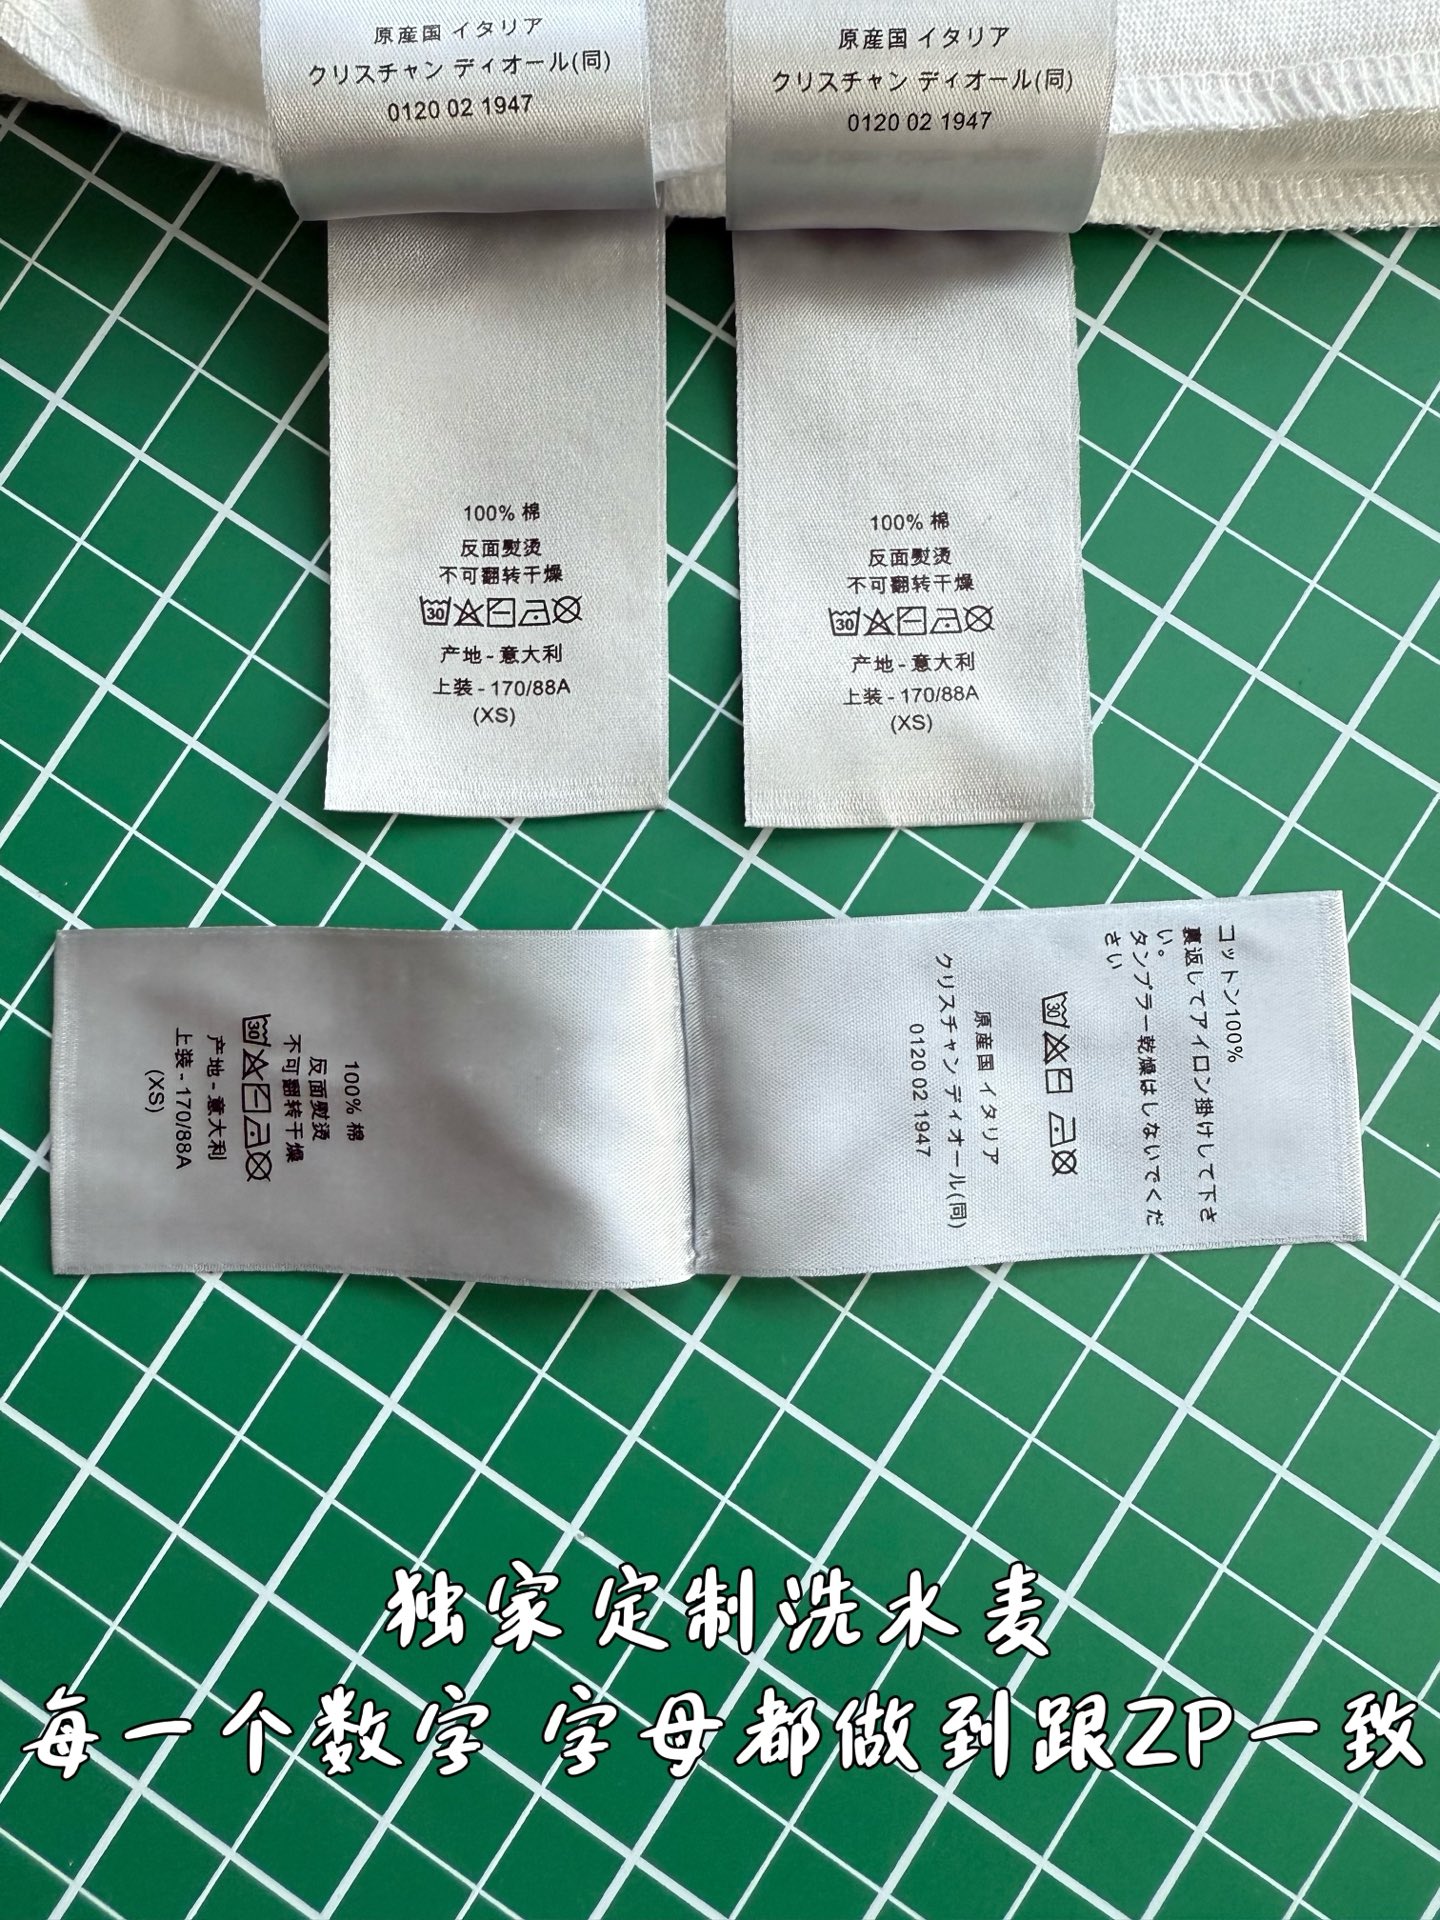 原産国 イタリア
クリスチャン ディオール(同)
0120 02 1947
原産国 イタリア
クリスチャン ディオール(同)
0120 02 1947
100% 棉
反面熨烫
不可翻转干燥
30
产地 - 意大利
上装 - 170/88A
(XS)
100% 棉
反面熨烫
不可翻转干燥
30
产地 - 意大利
上装 - 170/88A
(XS)
100% 棉
反面熨烫
不可翻转干燥
30
产地 - 意大利
上装 - 170/88A
(XS)
コットン100%
裏返してアイロン掛けして下さ
い。
タンブラー乾燥はしないでくだ
さい
30
原産国 イタリア
クリスチャン ディオール(同)
0120 02 1947
独家定制洗水麦
每一个数字 字母都做到跟ZP一致